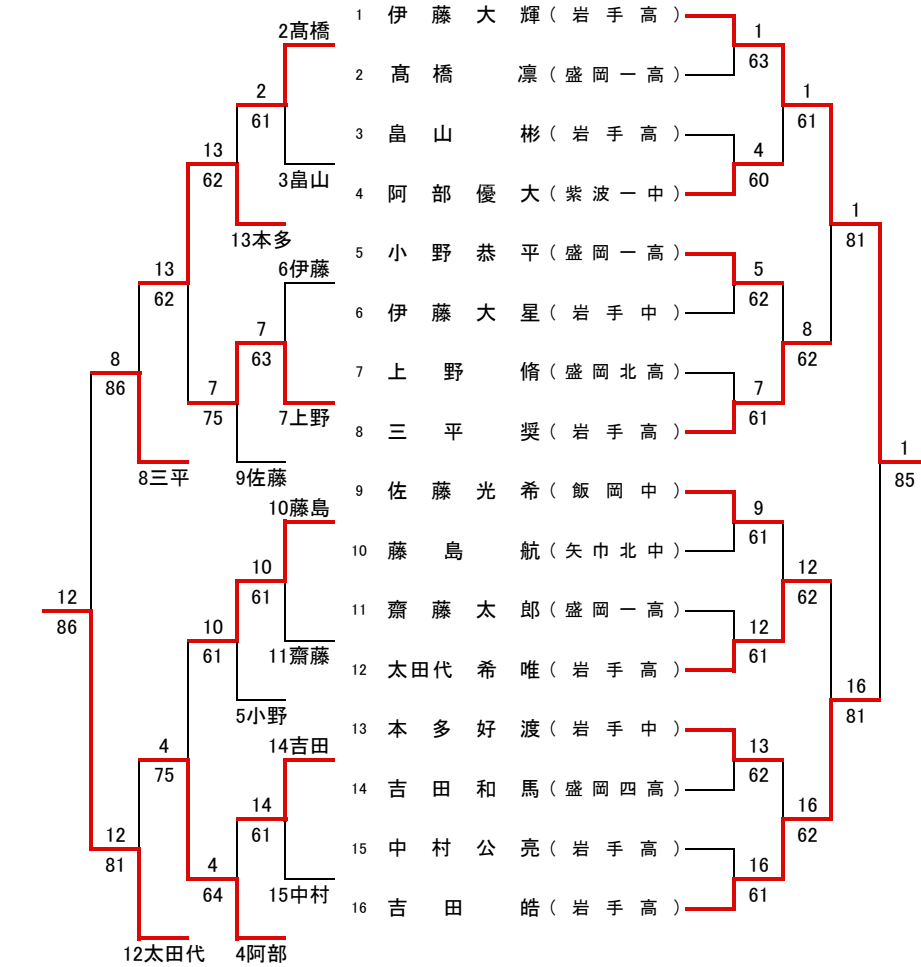 1 伊藤大輝(岩手高)
2 髙橋凛(盛岡一高)
3 畠山彬(岩手高)
4 阿部優大(紫波一中)
5 小野恭平(盛岡一高)
6 伊藤大星(岩手中)
7 上野脩(盛岡北高)
8 三平奨(岩手高)
9 佐藤光希(飯岡中)
10 藤島航(矢巾北中)
11 齋藤太郎(盛岡一高)
12 太田代希唯(岩手高)
13 本多好渡(岩手中)
14 吉田和馬(盛岡四高)
15 中村公亮(岩手高)
16 吉田皓(岩手高)
1
63
4
60
5
62
7
61
9
61
12
61
13
62
16
61
1
61
8
62
12
62
16
62
1
81
16
81
1
85
2髙橋
3畠山
2
61
13本多
13
62
6伊藤
7上野
7
63
9佐藤
7
75
13
62
8三平
8
86
10藤島
11齋藤
10
61
5小野
10
61
14吉田
15中村
14
61
4阿部
4
64
4
75
12太田代
12
81
12
86